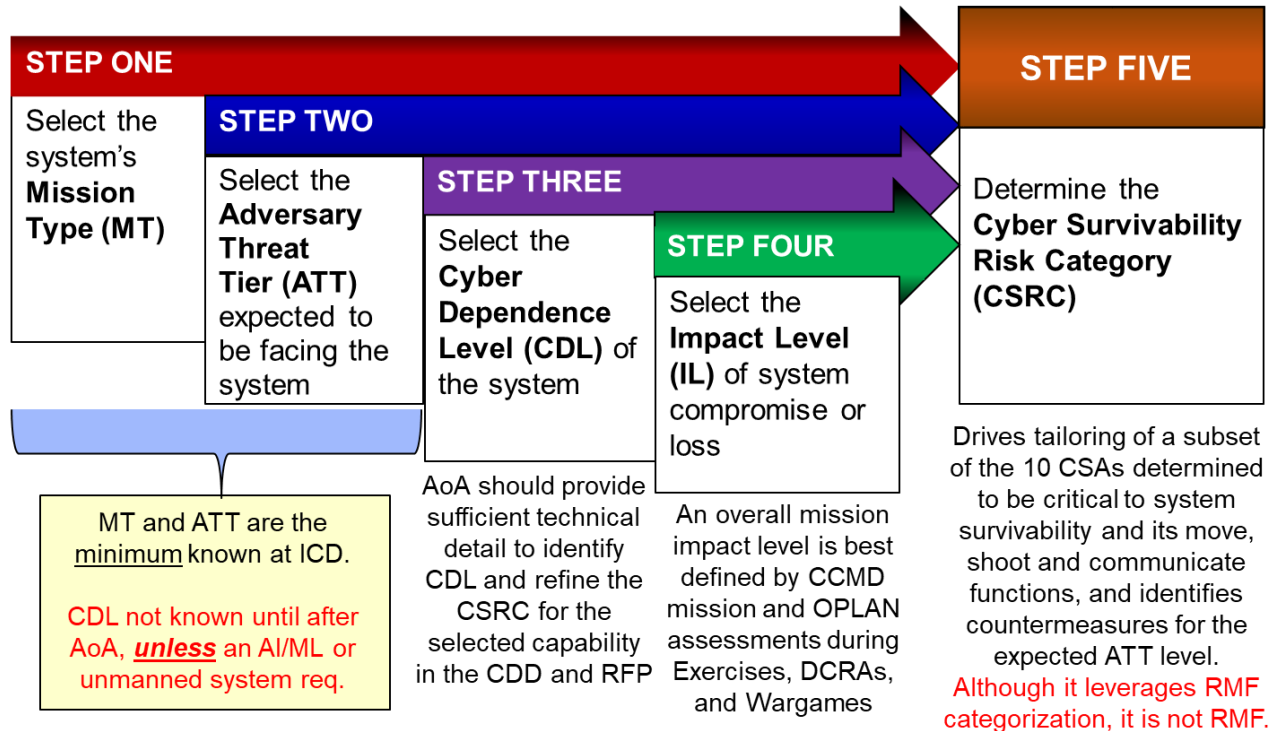 STEP ONE
Select the
system's
Mission
Type (MT)
STEP TWO
Select the
Adversary
Threat
Tier (ATT)
expected to
be facing the
system
STEP THREE
Select the
Cyber
Dependence
Level (CDL) of
the system
STEP FOUR
Select the
Impact Level
(IL) of system
compromise or
loss
STEP FIVE
Determine the
Cyber Survivability
Risk Category
(CSRC)
MT and ATT are the
minimum known at ICD.
CDL not known until after
AoA, unless an AI/ML or
unmanned system req.
AoA should provide
sufficient technical
detail to identify
CDL and refine the
CSRC for the
selected capability
in the CDD and RFP
An overall mission
impact level is best
defined by CCMD
mission and OPLAN
assessments during
Exercises, DCRAs,
and Wargames
Drives tailoring of a subset
of the 10 CSAs determined
to be critical to system
survivability and its move,
shoot and communicate
functions, and identifies
countermeasures for the
expected ATT level.
Although it leverages RMF
categorization, it is not RMF.